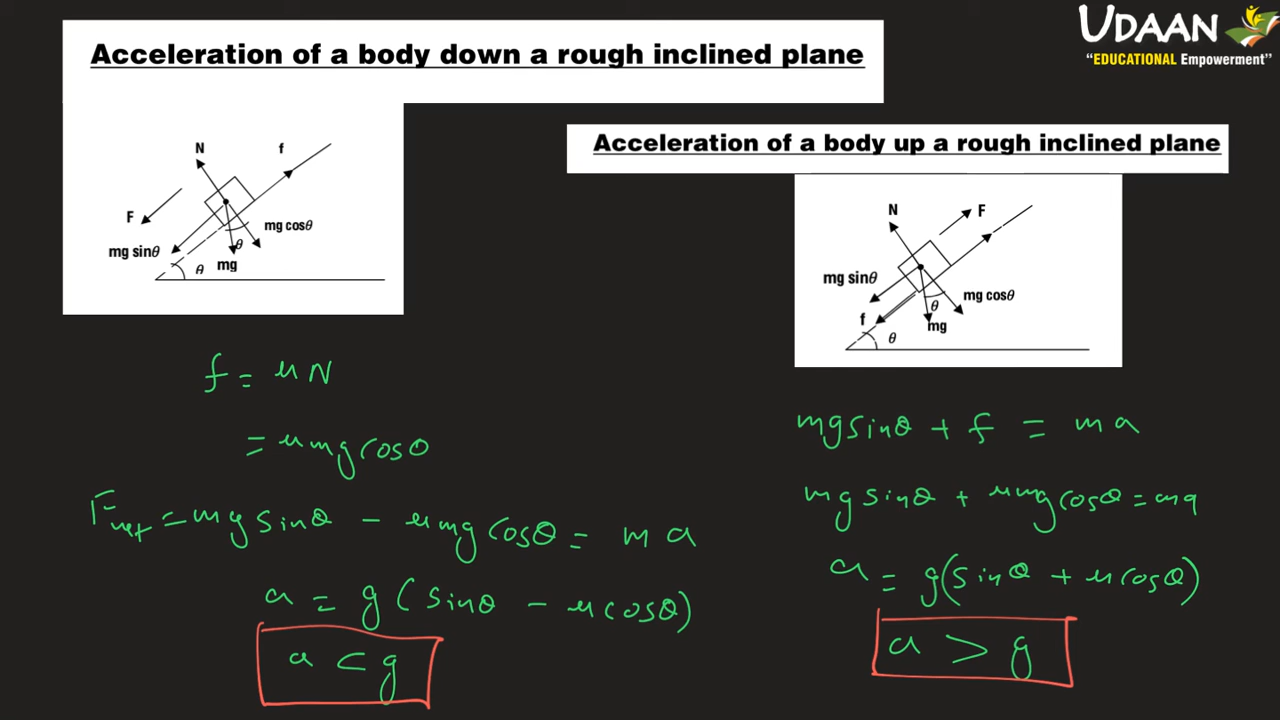 UDAAN
"EDUCATIONAL Empowerment"
Acceleration of a body down a rough inclined plane
N
f
F
mg cosθ
mg sinθ
θ
θ
mg
Acceleration of a body up a rough inclined plane
N
F
mg sinθ
mg cosθ
θ
f
mg
θ
f = μN
= μmg cosθ
Fnet = mg sinθ - μmg cosθ = ma
a = g(sinθ - μcosθ)
a < g
mg sinθ + f = ma
mg sinθ + μmg cosθ = ma
a = g(sinθ + μcosθ)
a > g